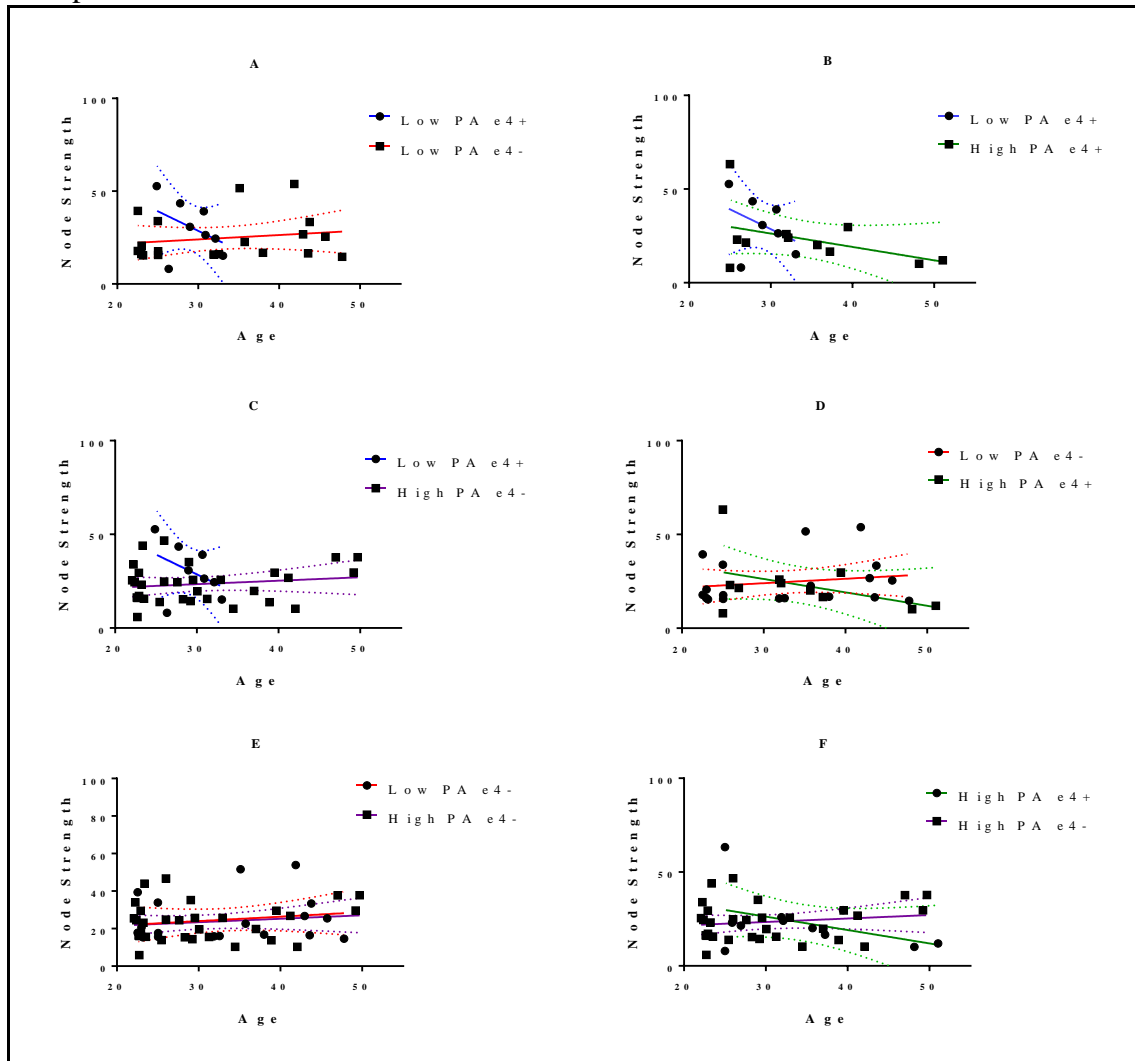 A
100
50
0
20 30 40 50
Node Strength
Age
Low PA e4+
Low PA e4-
B
100
50
0
20 30 40 50
Node Strength
Age
Low PA e4+
High PA e4+
C
100
50
0
20 30 40 50
Node Strength
Age
Low PA e4+
High PA e4-
D
100
50
0
20 30 40 50
Node Strength
Age
Low PA e4-
High PA e4+
E
100
80
60
40
20
0
20 30 40 50
Node Strength
Age
Low PA e4-
High PA e4-
F
100
50
0
20 30 40 50
Node Strength
Age
High PA e4+
High PA e4-